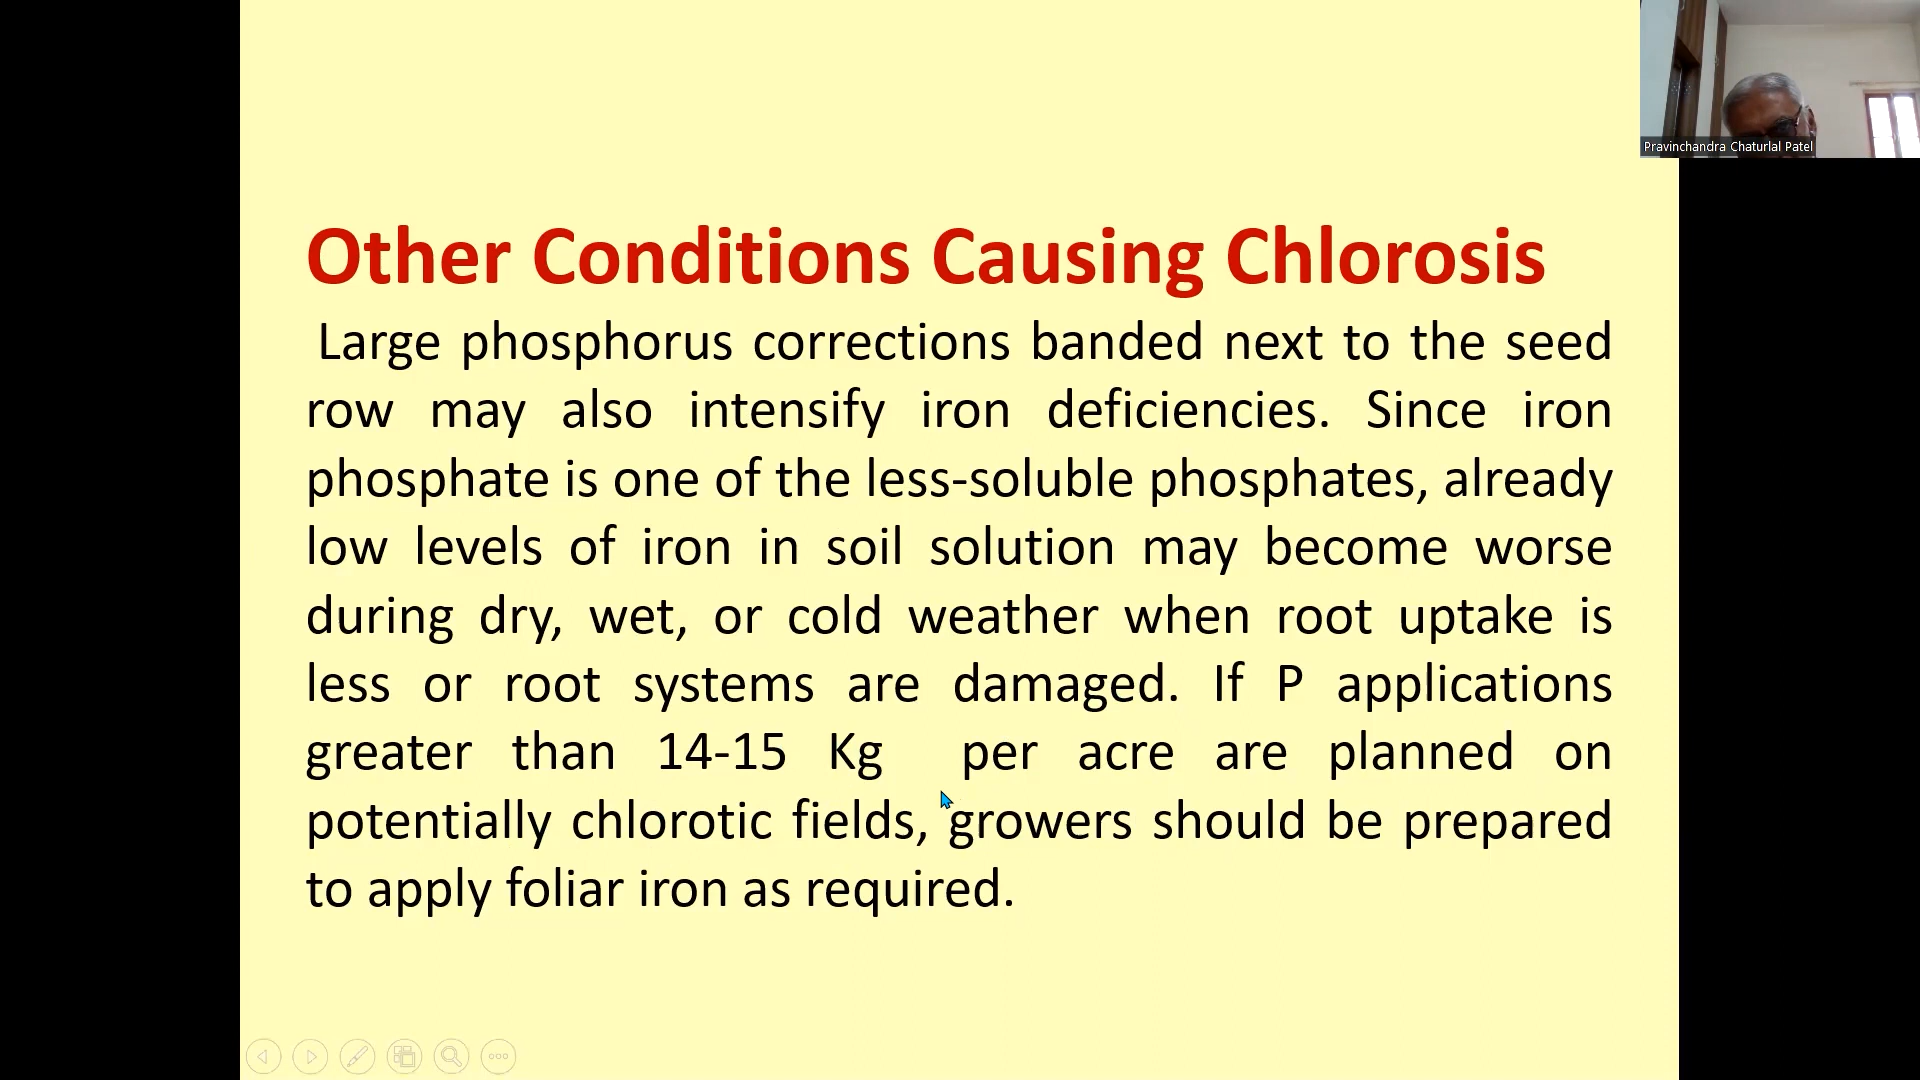 Pravinchandra Chaturlal Patel
Other Conditions Causing Chlorosis
Large phosphorus corrections banded next to the seed
row may also intensify iron deficiencies. Since iron
phosphate is one of the less-soluble phosphates, already
low levels of iron in soil solution may become worse
during dry, wet, or cold weather when root uptake is
less or root systems are damaged. If P applications
greater than 14-15 Kg per acre are planned on
potentially chlorotic fields, growers should be prepared
to apply foliar iron as required.